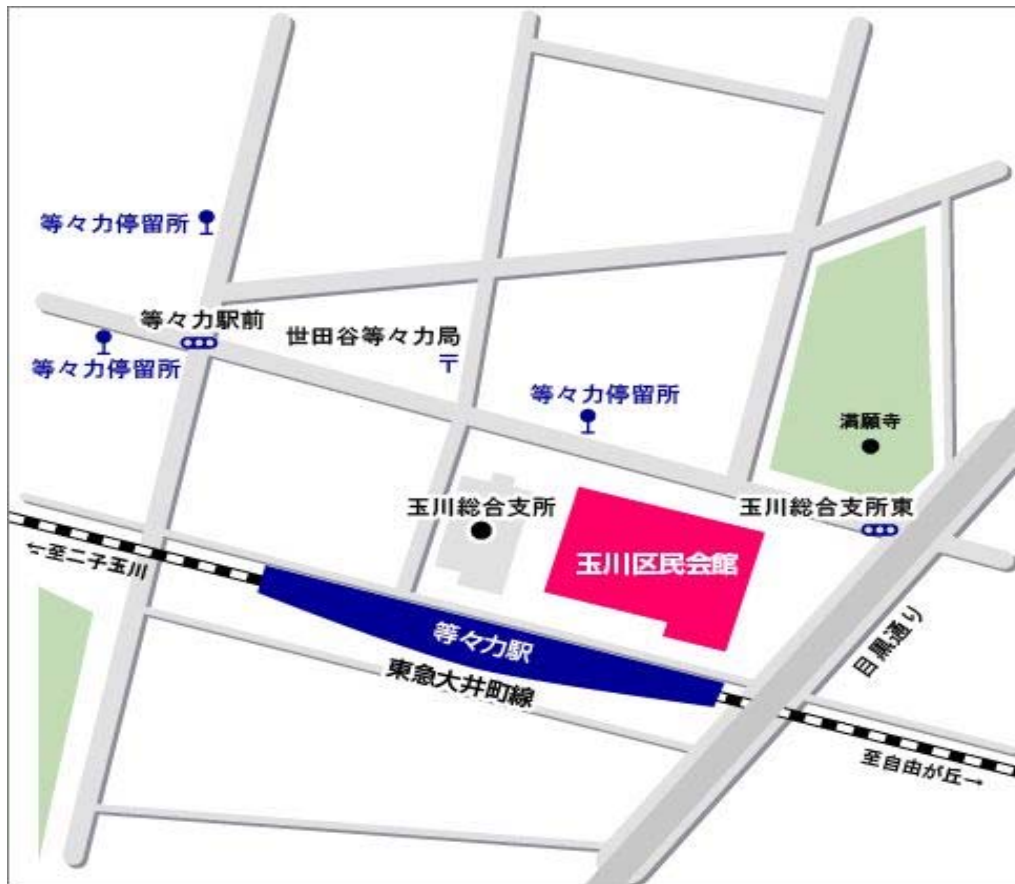 等々力停留所
等々力駅前
世田谷等々力局
〒
等々力停留所
等々力停留所
満願寺
玉川総合支所
玉川総合支所東
←至二子玉川
玉川区民会館
等々力駅
目黒通り
東急大井町線
至自由が丘→